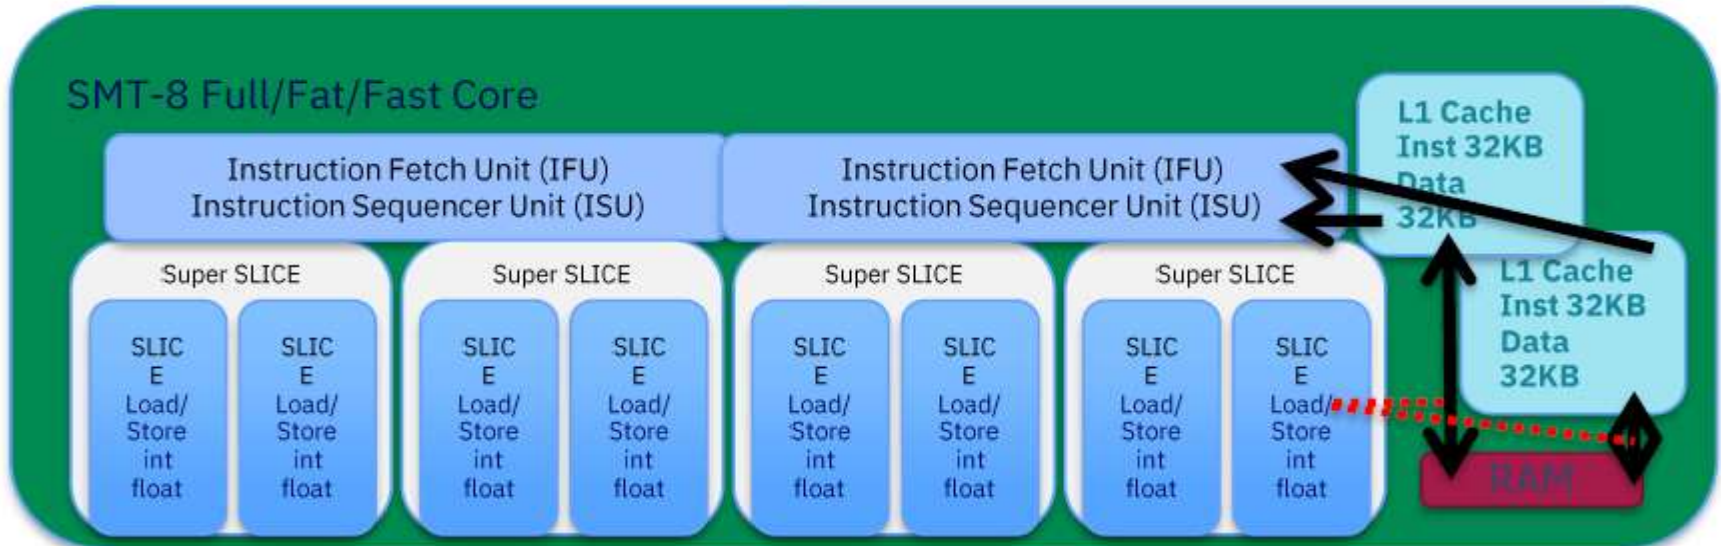 SMT-8 Full/Fat/Fast Core
Instruction Fetch Unit (IFU)
Instruction Sequencer Unit (ISU)
Instruction Fetch Unit (IFU)
Instruction Sequencer Unit (ISU)
L1 Cache
Inst 32KB
Data
32KB
L1 Cache
Inst 32KB
Data
32KB
Super SLICE
SLIC
E
Load/
Store
int
float
SLIC
E
Load/
Store
int
float
Super SLICE
SLIC
E
Load/
Store
int
float
SLIC
E
Load/
Store
int
float
Super SLICE
SLIC
E
Load/
Store
int
float
SLIC
E
Load/
Store
int
float
Super SLICE
SLIC
E
Load/
Store
int
float
SLIC
E
Load/
Store
int
float
RAM